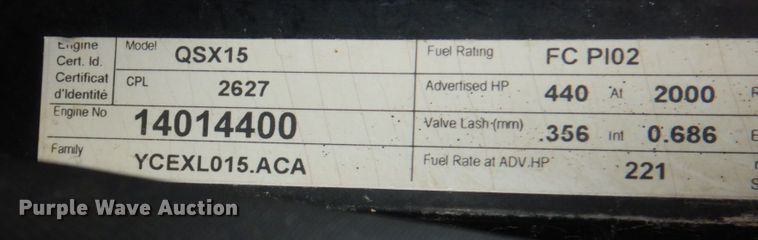 Engine Model QSX15 Fuel Rating FC PI02
Cert. Id.
Certificat CPL 2627 Advertised HP 440 At 2000
d'Identité
Engine No 14014400 Valve Lash (mm) .356 Int 0.686
Family YCEXL015.ACA Fuel Rate at ADV.HP 221
Purple Wave Auction